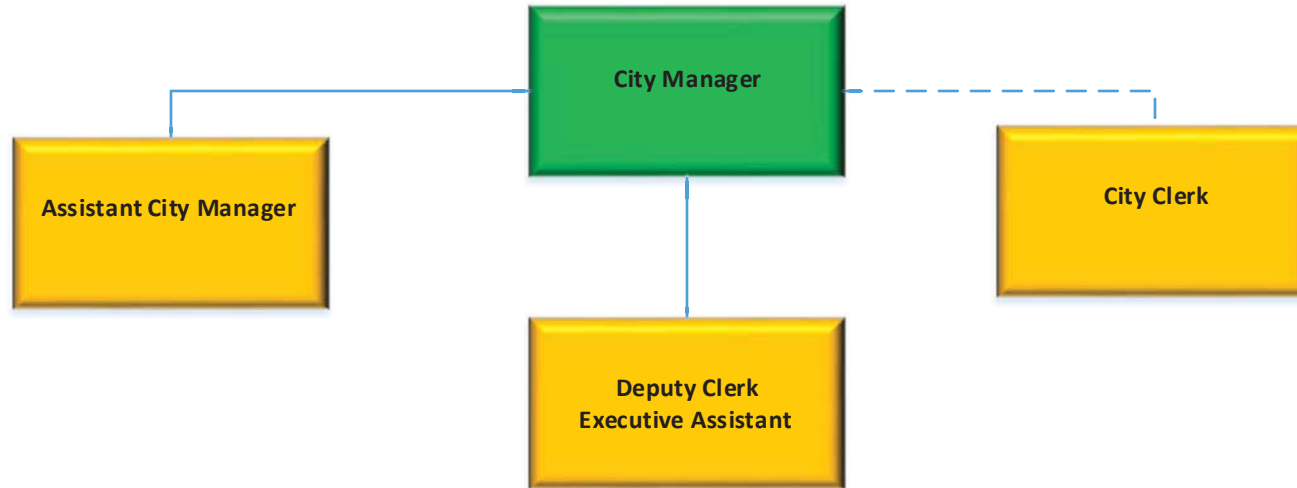 City Manager
Assistant City Manager
City Clerk
Deputy Clerk
Executive Assistant